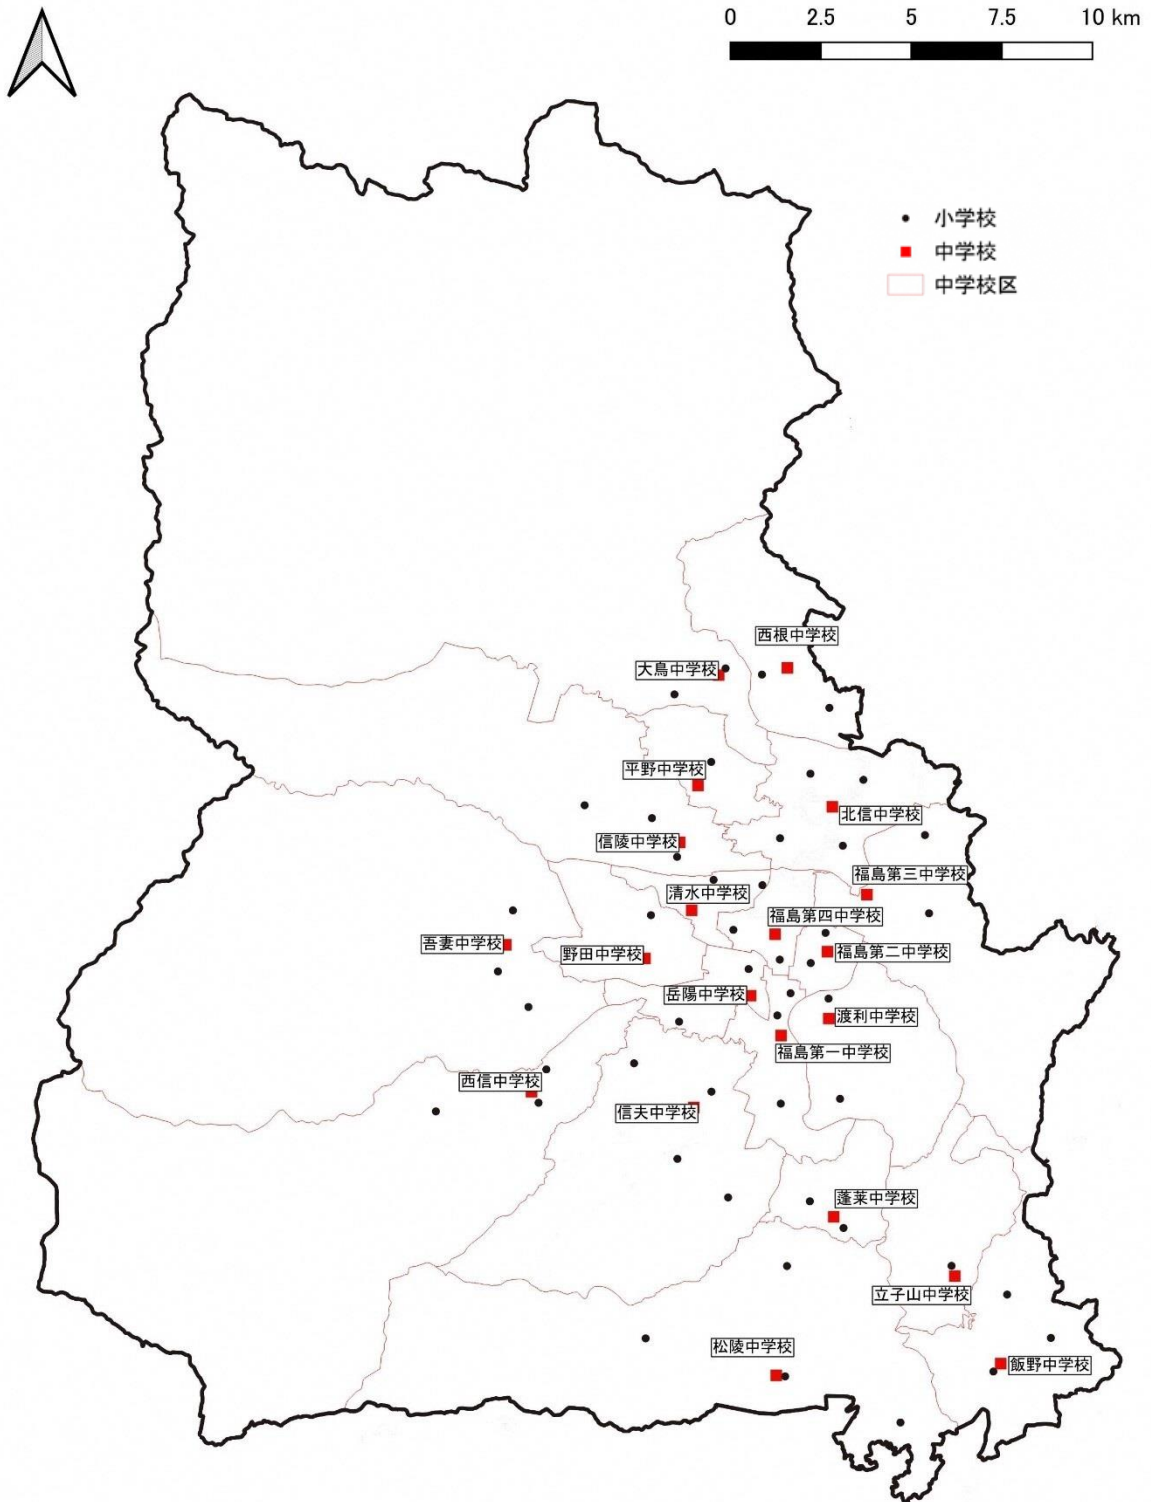 0 2.5 5 7.5 10 km
小学校
中学校
中学校区
西根中学校
大鳥中学校
平野中学校
北信中学校
信陵中学校
福島第三中学校
清水中学校
福島第四中学校
吾妻中学校
野田中学校
福島第二中学校
岳陽中学校
渡利中学校
福島第一中学校
西信中学校
信夫中学校
蓬莱中学校
立子山中学校
松陵中学校
飯野中学校